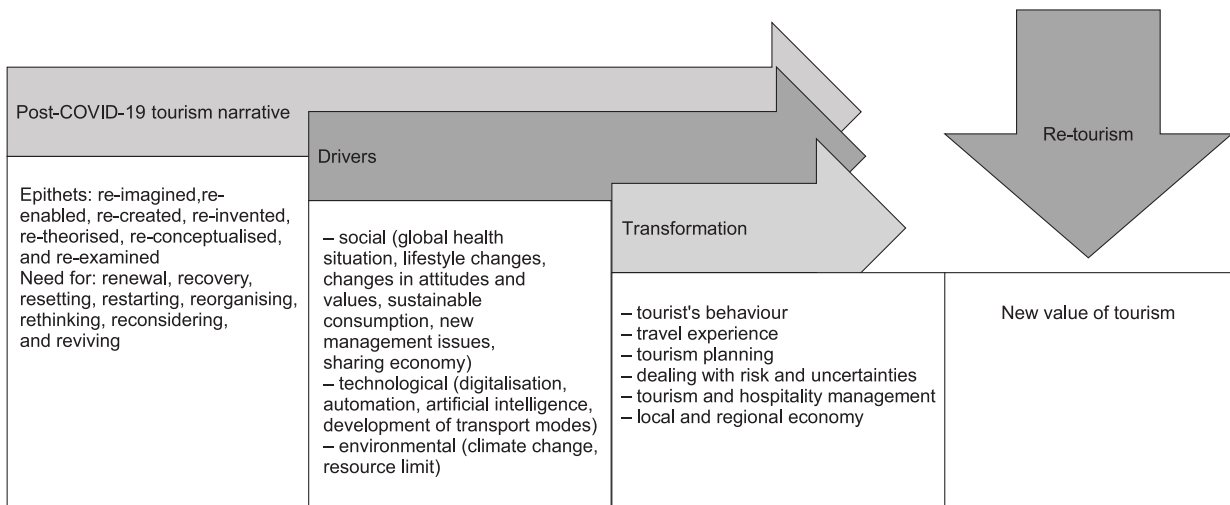 Post-COVID-19 tourism narrative
Epithets: re-imagined,re-
enabled, re-created, re-invented,
re-theorised, re-conceptualised,
and re-examined
Need for: renewal, recovery,
resetting, restarting, reorganising,
rethinking, reconsidering,
and reviving
Drivers
– social (global health
situation, lifestyle changes,
changes in attitudes and
values, sustainable
consumption, new
management issues,
sharing economy)
– technological (digitalisation,
automation, artificial intelligence,
development of transport modes)
– environmental (climate change,
resource limit)
Transformation
– tourist's behaviour
– travel experience
– tourism planning
– dealing with risk and uncertainties
– tourism and hospitality management
– local and regional economy
Re-tourism
New value of tourism